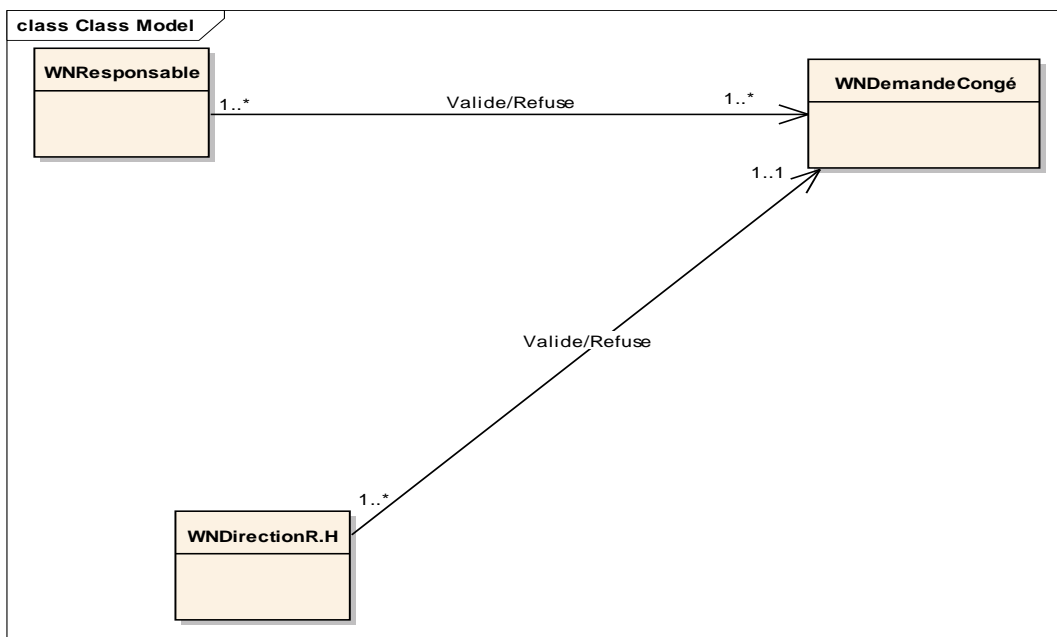 class Class Model
WNResponsable
WNDemandeCongé
1..*
Valide/Refuse
1..*
1..1
Valide/Refuse
1..*
WNDirectionR.H